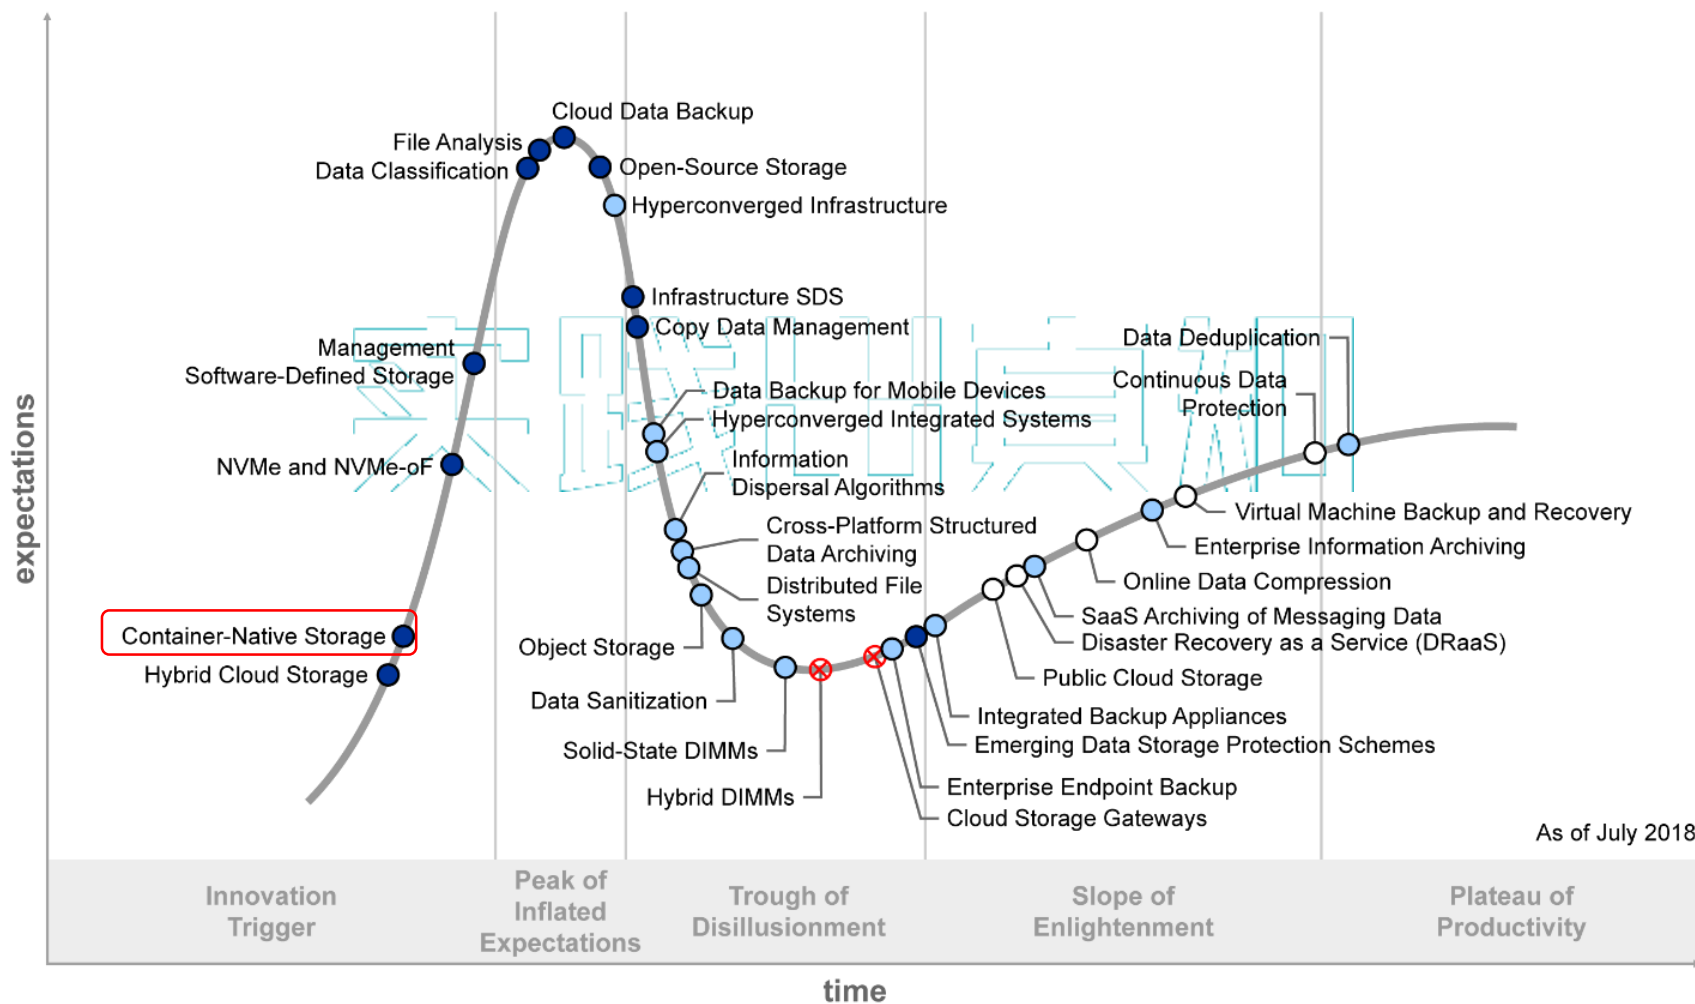 Cloud Data Backup
File Analysis
Data Classification
Open-Source Storage
Hyperconverged Infrastructure
Infrastructure SDS
Copy Data Management
Management
Software-Defined Storage
Data Deduplication
Continuous Data
Protection
Data Backup for Mobile Devices
Hyperconverged Integrated Systems
NVMe and NVMe-oF
Information
Dispersal Algorithms
Virtual Machine Backup and Recovery
Cross-Platform Structured
Data Archiving
Enterprise Information Archiving
Online Data Compression
Distributed File
Systems
SaaS Archiving of Messaging Data
Disaster Recovery as a Service (DRaaS)
Container-Native Storage
Object Storage
Hybrid Cloud Storage
Public Cloud Storage
Data Sanitization
Integrated Backup Appliances
Emerging Data Storage Protection Schemes
Solid-State DIMMs
Enterprise Endpoint Backup
Hybrid DIMMs
Cloud Storage Gateways
As of July 2018
expectations
Innovation
Trigger
Peak of
Inflated
Expectations
Trough of
Disillusionment
Slope of
Enlightenment
Plateau of
Productivity
time